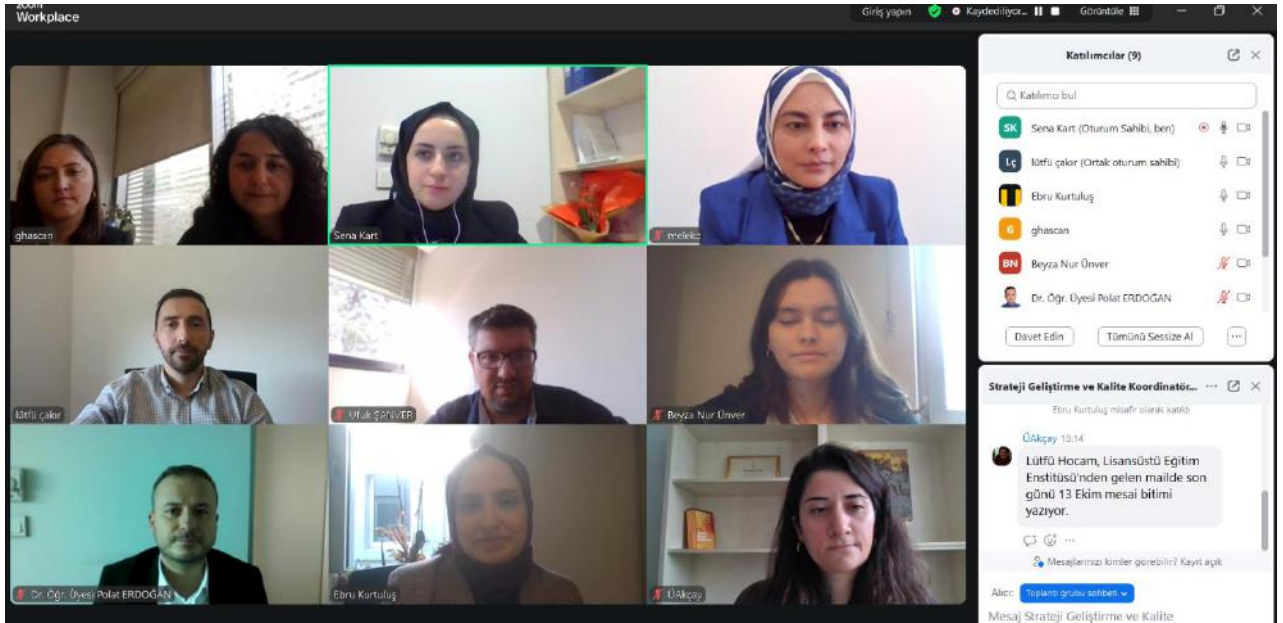 zoom
Workplace
Giriş yapın
Kaydediliyor...
Görüntüle
ghascan
Sena Kart
meleko
lütfü çakır
Ufuk ŞANVER
Beyza Nur Ünver
Dr. Öğr. Üyesi Polat ERDOĞAN
Ebru Kurtuluş
ÜAkçay
Katılımcılar (9)
Katılımcı bul
SK Sena Kart (Oturum Sahibi, ben)
Lç lütfü çakır (Ortak oturum sahibi)
Ebru Kurtuluş
G ghascan
BN Beyza Nur Ünver
Dr. Öğr. Üyesi Polat ERDOĞAN
Davet Edin
Tümünü Sessize Al
Strateji Geliştirme ve Kalite Koordinatör...
Ebru Kurtuluş misafir olarak katıldı
ÜAkçay 13:14
Lütfü Hocam, Lisansüstü Eğitim
Enstitüsü'nden gelen mailde son
günü 13 Ekim mesai bitimi
yazıyor.
Mesajlarınızı kimler görebilir? Kayıt açık
Alıcı: Toplantı grubu sohbeti
Mesaj Strateji Geliştirme ve Kalite